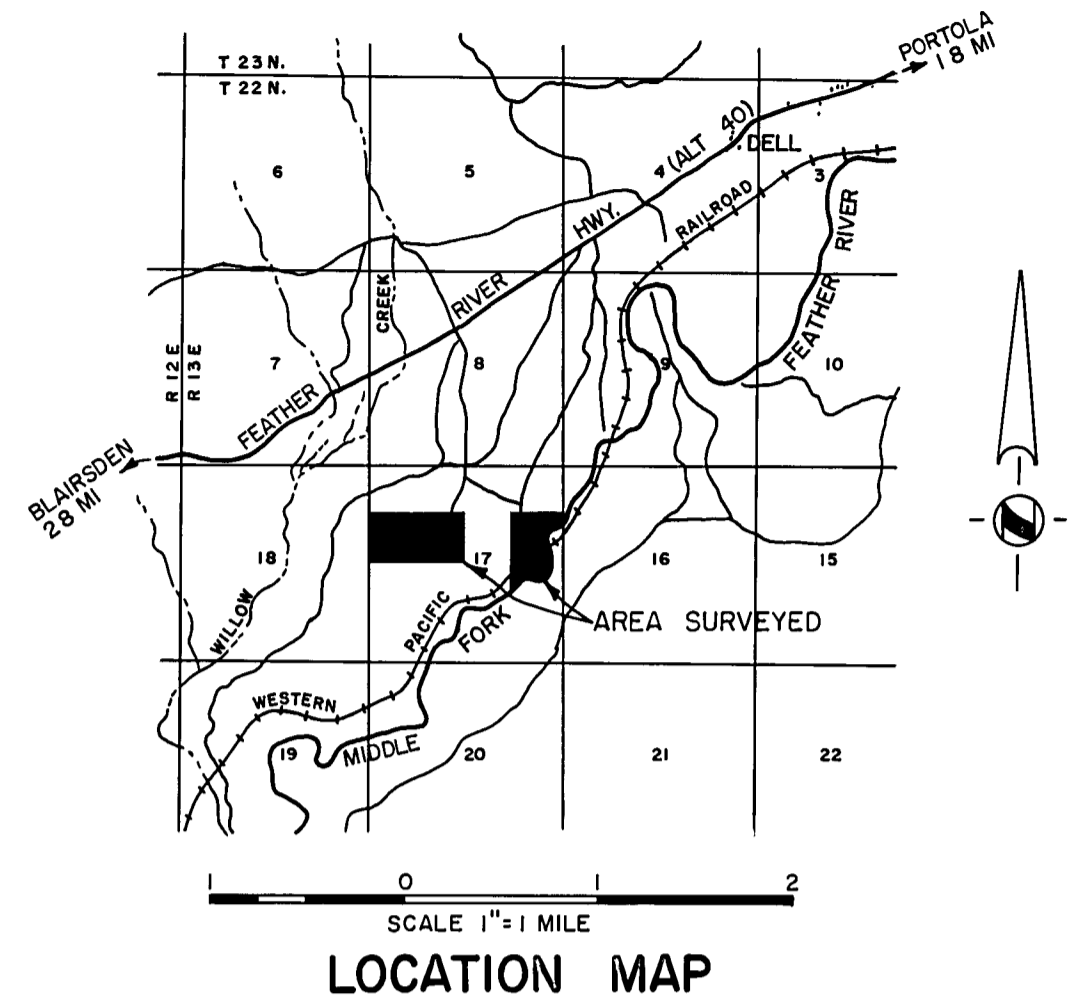 PORTOLA
18 MI
T 23 N.
T 22 N.
4 (ALT 40)
DELL
6
5
3
RAILROAD
HWY.
RIVER
FEATHER
CREEK
RIVER
R 12 E
R 13 E
7
8
9
10
FEATHER
BLAIRSDEN
28 MI
18
17
16
15
WILLOW
PACIFIC
FORK
AREA SURVEYED
WESTERN
19
MIDDLE
20
21
22
1 0 1 2
SCALE 1"= 1 MILE
LOCATION MAP